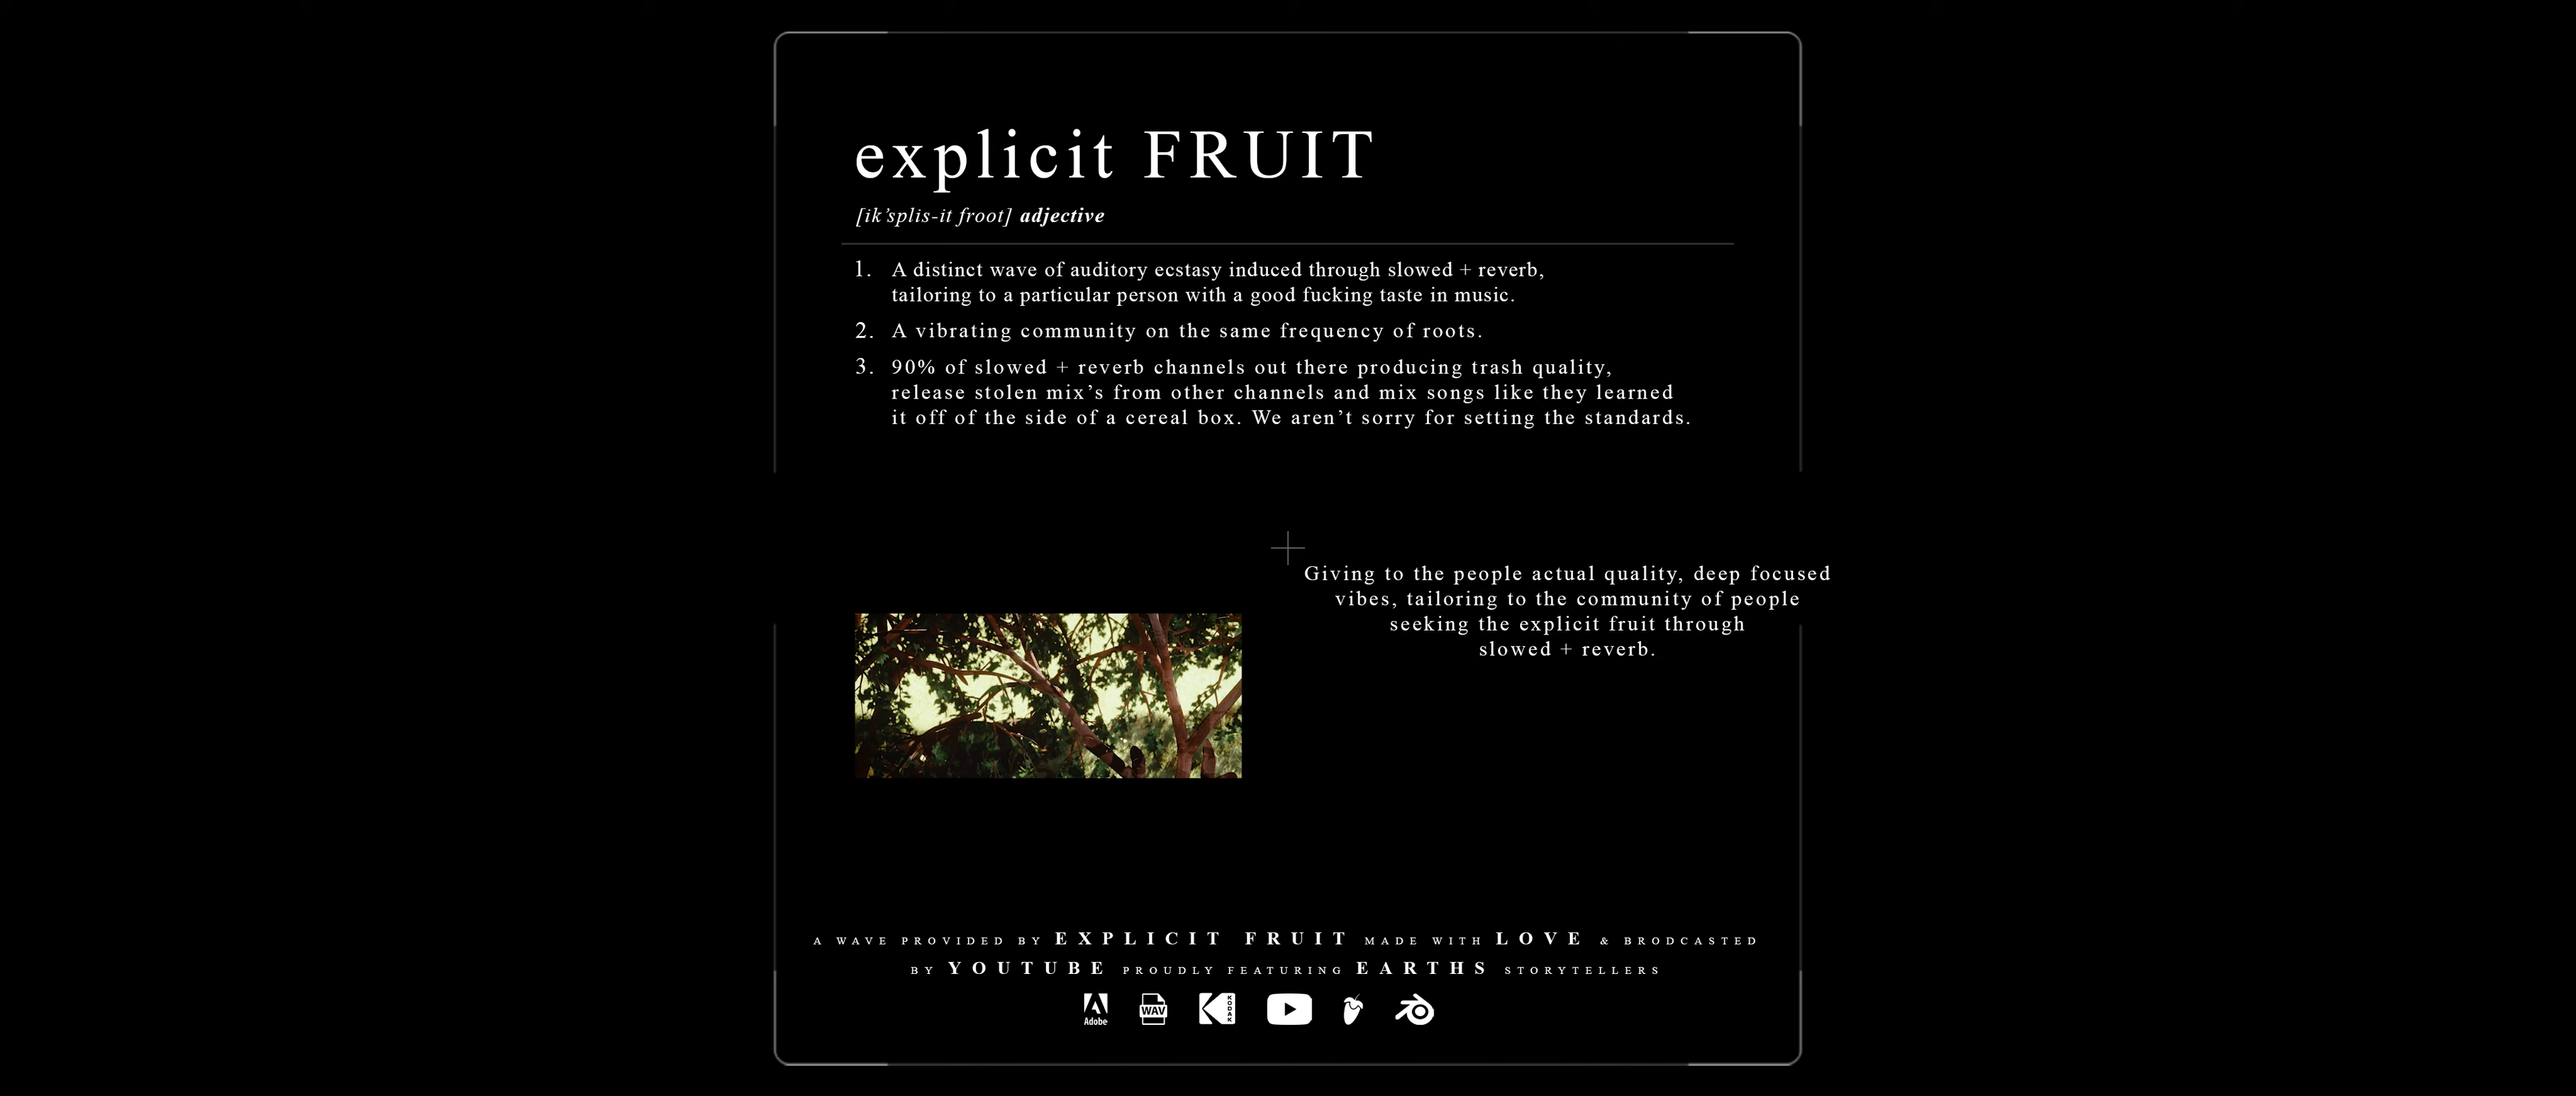 explicit FRUIT
[ik’splis-it froot] adjective
1. A distinct wave of auditory ecstasy induced through slowed + reverb,
tailoring to a particular person with a good fucking taste in music.
2. A vibrating community on the same frequency of roots.
3. 90% of slowed + reverb channels out there producing trash quality,
release stolen mix’s from other channels and mix songs like they learned
it off of the side of a cereal box. We aren’t sorry for setting the standards.
Giving to the people actual quality, deep focused
vibes, tailoring to the community of people
seeking the explicit fruit through
slowed + reverb.
A WAVE PROVIDED BY EXPLICIT FRUIT MADE WITH LOVE & BRODCASTED
BY YOUTUBE PROUDLY FEATURING EARTHS STORYTELLERS
Adobe WAV KODAK